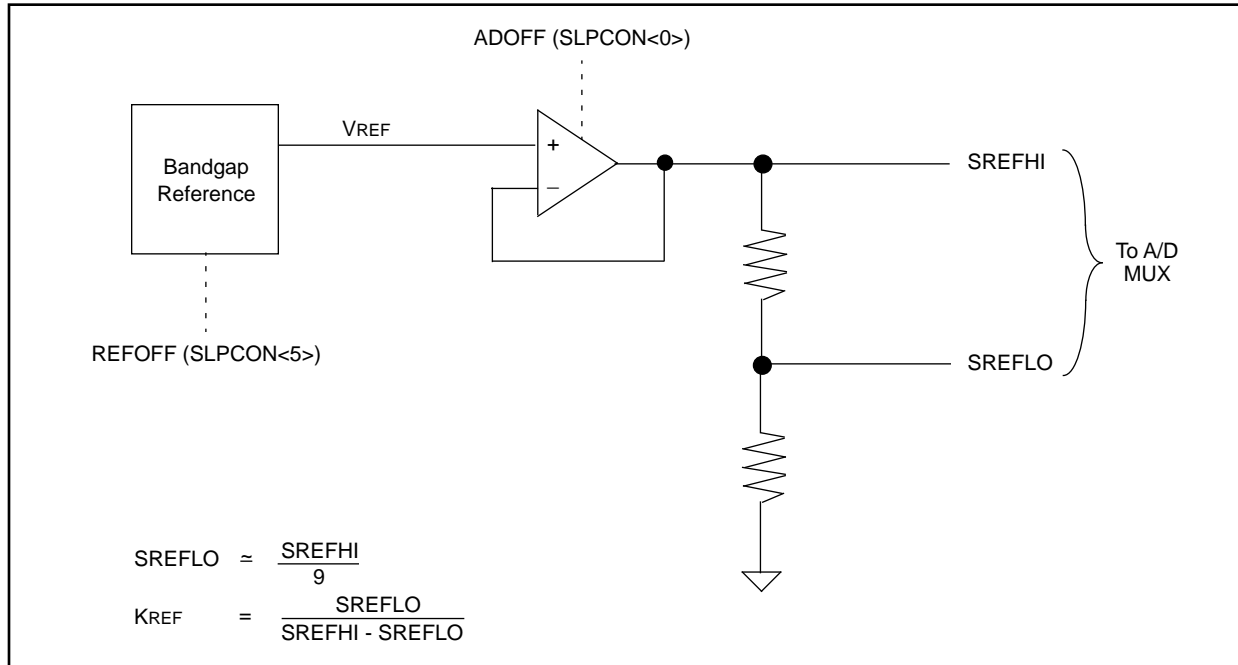 ADOFF (SLPCON<0>)
VREF
Bandgap
Reference
+
–
SREFHI
To A/D
MUX
REFOFF (SLPCON<5>)
SREFLO
SREFLO ≃ SREFHI
9
KREF = SREFLO
SREFHI - SREFLO